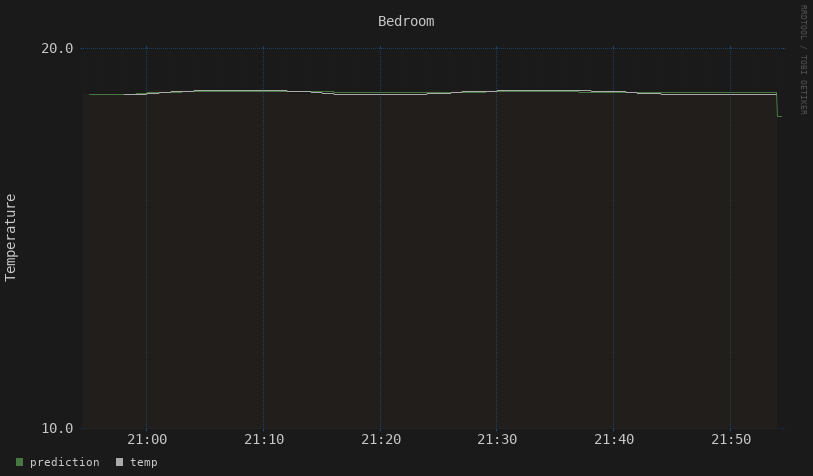 Bedroom
RRDTOOL / TOBI OETIKER
20.0
Temperature
10.0
21:00 21:10 21:20 21:30 21:40 21:50
prediction temp